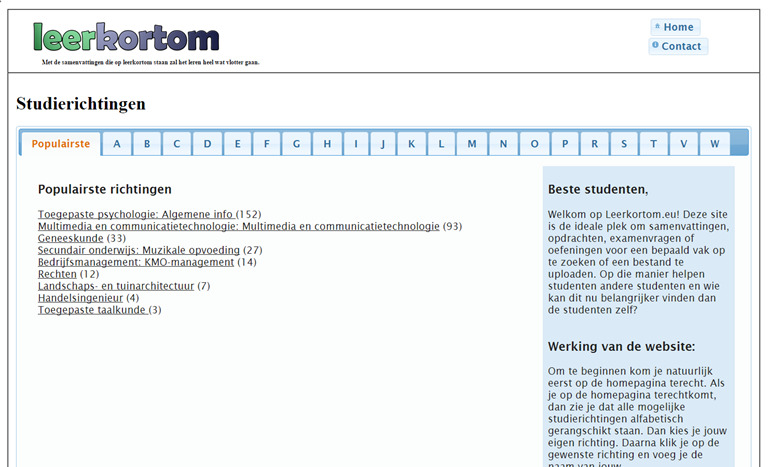 leerkortom
Met de samenvattingen die op leerkortom staan zal het leren heel wat vlotter gaan.
Home
Contact
Studierichtingen
Populairste A B C D E F G H I J K L M N O P R S T V W
Populairste richtingen
Toegepaste psychologie: Algemene info (152)
Multimedia en communicatietechnologie: Multimedia en communicatietechnologie (93)
Geneeskunde (33)
Secundair onderwijs: Muzikale opvoeding (27)
Bedrijfsmanagement: KMO-management (14)
Rechten (12)
Landschaps- en tuinarchitectuur (7)
Handelsingenieur (4)
Toegepaste taalkunde (3)
Beste studenten,
Welkom op Leerkortom.eu! Deze site
is de ideale plek om samenvattingen,
opdrachten, examenvragen of
oefeningen voor een bepaald vak op
te zoeken of een bestand te
uploaden. Op die manier helpen
studenten andere studenten en wie
kan dit nu belangrijker vinden dan
de studenten zelf?
Werking van de website:
Om te beginnen kom je natuurlijk
eerst op de homepagina terecht. Als
je op de homepagina terechtkomt,
dan zie je dat alle mogelijke
studierichtingen alfabetisch
gerangschikt staan. Dan kies je jouw
eigen richting. Daarna klik je op de
gewenste richting en voeg je de
naam van jouw